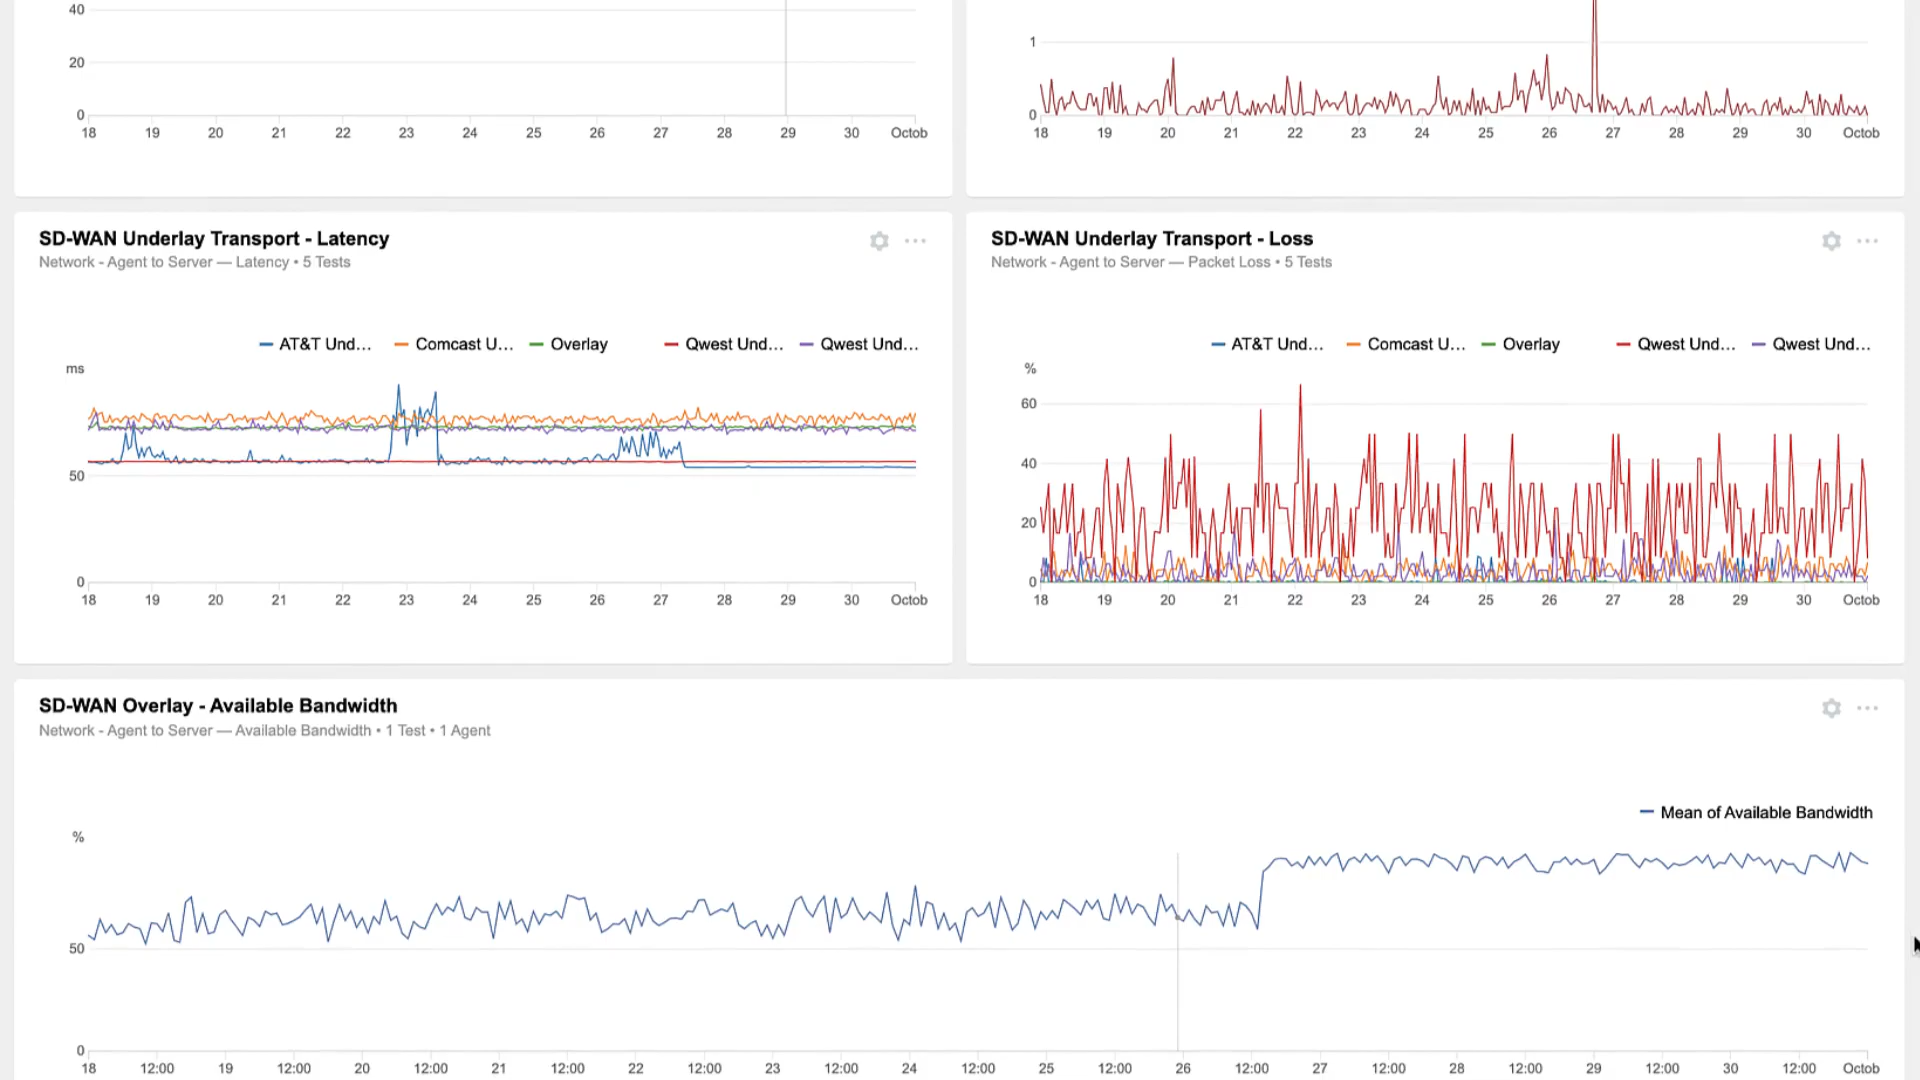 40
20
0
18 19 20 21 22 23 24 25 26 27 28 29 30 Octob
1
0
18 19 20 21 22 23 24 25 26 27 28 29 30 Octob
SD-WAN Underlay Transport - Latency
Network - Agent to Server — Latency • 5 Tests
AT&T Und... Comcast U... Overlay Qwest Und... Qwest Und...
ms
50
0
18 19 20 21 22 23 24 25 26 27 28 29 30 Octob
SD-WAN Underlay Transport - Loss
Network - Agent to Server — Packet Loss • 5 Tests
AT&T Und... Comcast U... Overlay Qwest Und... Qwest Und...
%
60
40
20
0
18 19 20 21 22 23 24 25 26 27 28 29 30 Octob
SD-WAN Overlay - Available Bandwidth
Network - Agent to Server — Available Bandwidth • 1 Test • 1 Agent
Mean of Available Bandwidth
%
50
0
18 12:00 19 12:00 20 12:00 21 12:00 22 12:00 23 12:00 24 12:00 25 12:00 26 12:00 27 12:00 28 12:00 29 12:00 30 12:00 Octob